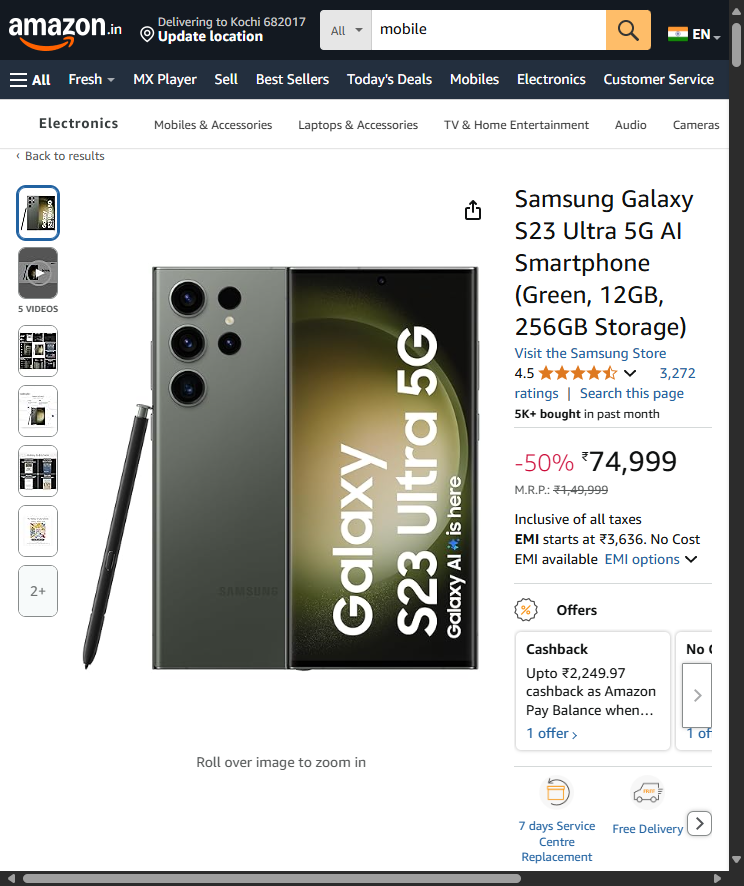 amazon.in
Delivering to Kochi 682017
Update location
All
mobile
EN
All
Fresh
MX Player
Sell
Best Sellers
Today's Deals
Mobiles
Electronics
Customer Service
Electronics
Mobiles & Accessories
Laptops & Accessories
TV & Home Entertainment
Audio
Cameras
‹ Back to results
5 VIDEOS
2+
SAMSUNG
Galaxy
S23 Ultra 5G
Galaxy AI is here
Roll over image to zoom in
Samsung Galaxy
S23 Ultra 5G AI
Smartphone
(Green, 12GB,
256GB Storage)
Visit the Samsung Store
4.5 3,272
ratings | Search this page
5K+ bought in past month
-50% ₹74,999
M.R.P.: ₹1,49,999
Inclusive of all taxes
EMI starts at ₹3,636. No Cost
EMI available EMI options
% Offers
Cashback
Upto ₹2,249.97
cashback as Amazon
Pay Balance when...
1 offer ›
No
1 of
7 days Service
Centre
Replacement
FREE
Free Delivery